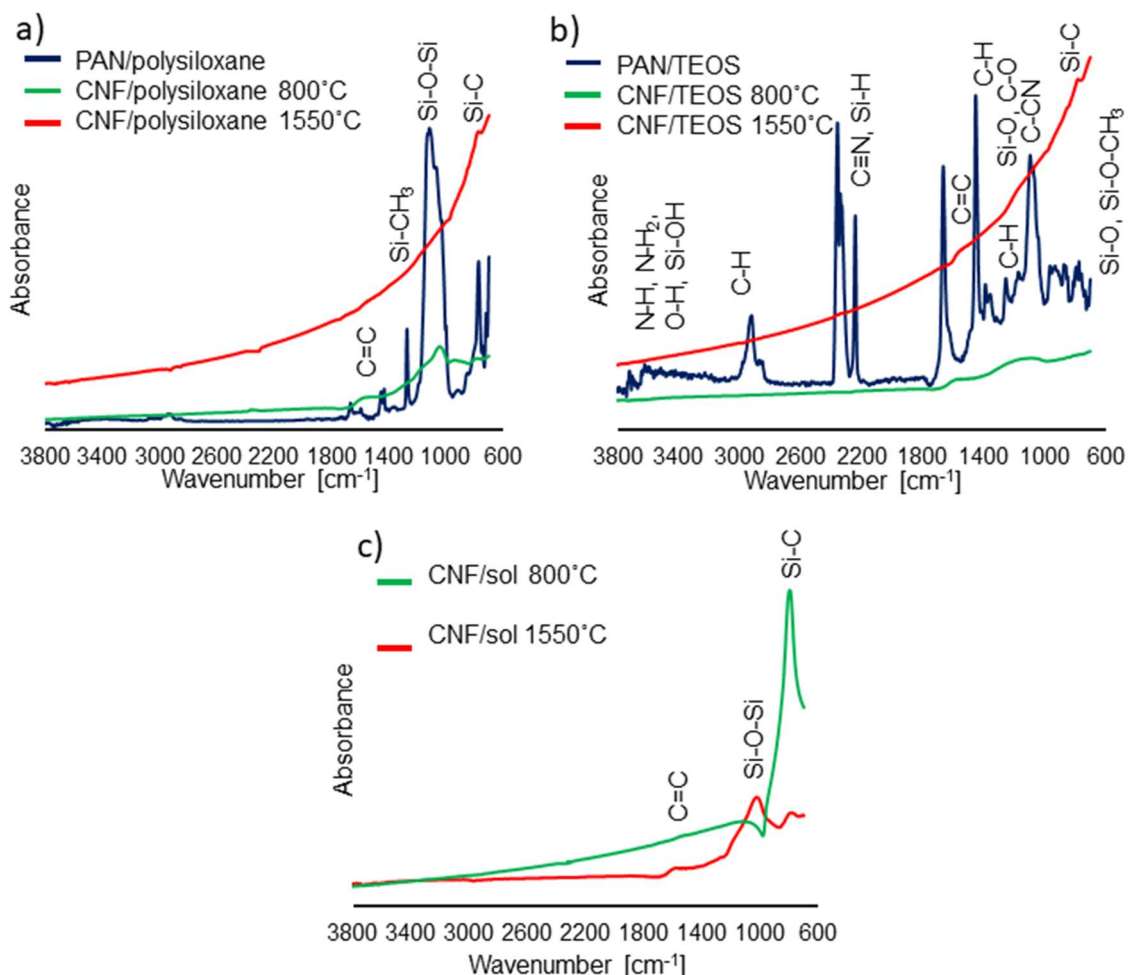 a)
PAN/polysiloxane
CNF/polysiloxane 800˚C
CNF/polysiloxane 1550˚C
Si-O-Si
Si-C
Si-CH₃
C=C
Absorbance
3800 3400 3000 2600 2200 1800 1400 1000 600
Wavenumber [cm⁻¹]
b)
PAN/TEOS
CNF/TEOS 800˚C
CNF/TEOS 1550˚C
N-H, N-H₂,
O-H, Si-OH
C-H
C≡N, Si-H
C=C
C-H
C-H
Si-O, C-O
C-CN
Si-C
Si-O, Si-O-CH₃
Absorbance
3800 3400 3000 2600 2200 1800 1400 1000 600
Wavenumber [cm⁻¹]
c)
CNF/sol 800˚C
CNF/sol 1550˚C
C=C
Si-O-Si
Si-C
Absorbance
3800 3400 3000 2600 2200 1800 1400 1000 600
Wavenumber [cm⁻¹]